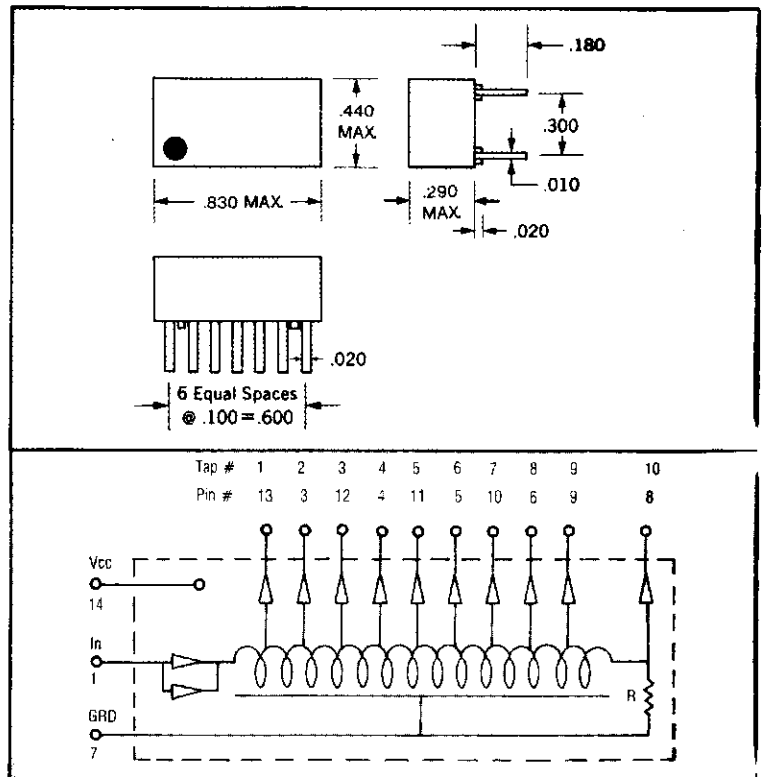 .180
.440
MAX.
.300
.830 MAX.
.290
MAX.
.010
.020
.020
6 Equal Spaces
@ .100=.600
Tap # 1 2 3 4 5 6 7 8 9 10
Pin # 13 3 12 4 11 5 10 6 9 8
Vcc
14
In
1
R
GRD
7